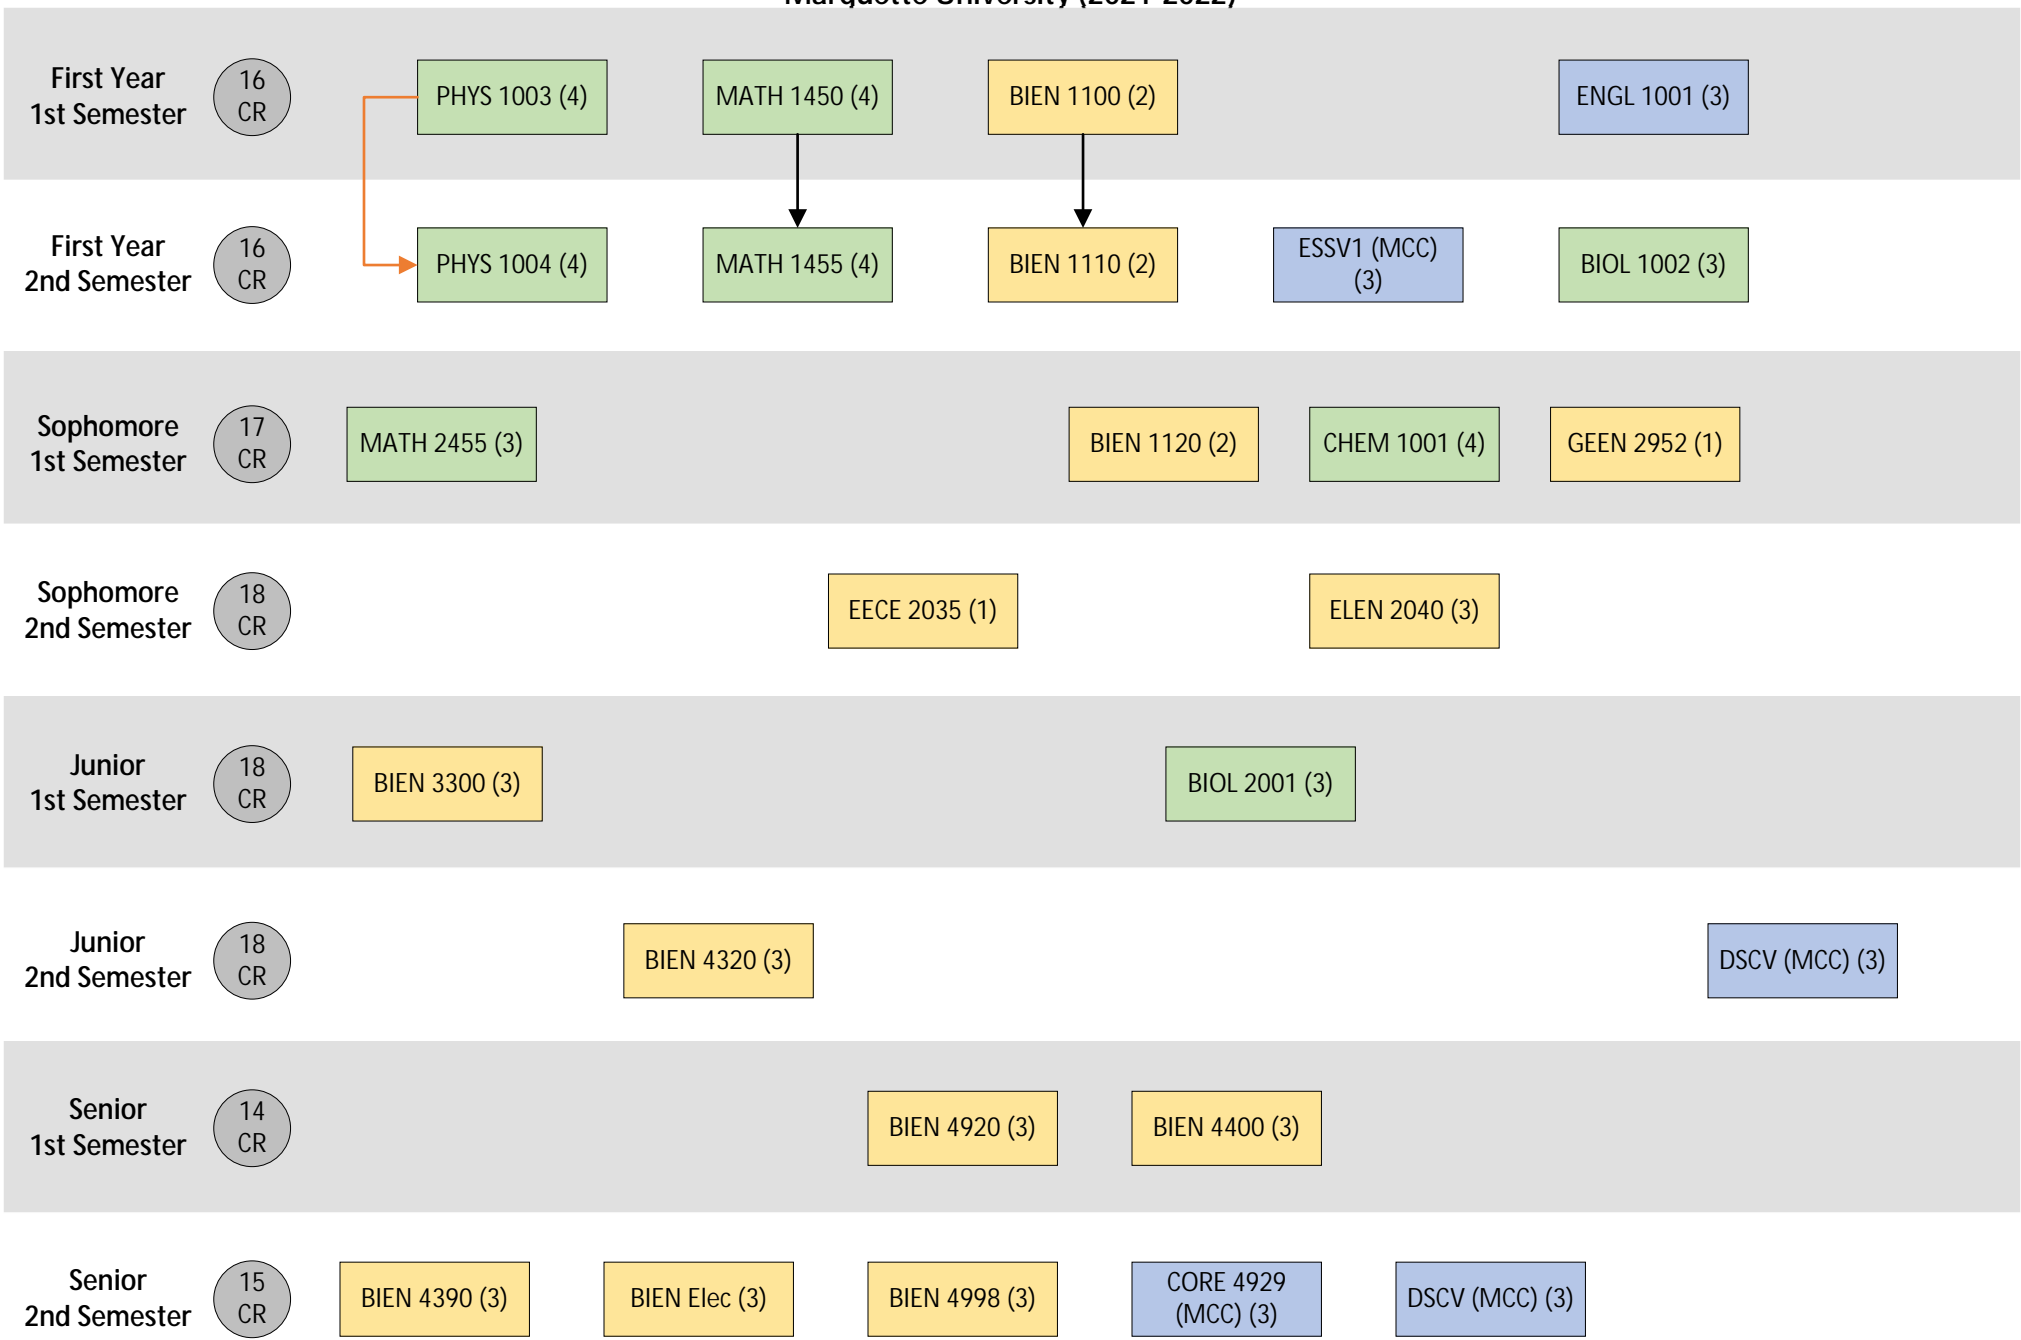 Marquette University (2021-2022)
First Year
1st Semester
16
CR
PHYS 1003 (4)
MATH 1450 (4)
BIEN 1100 (2)
ENGL 1001 (3)
First Year
2nd Semester
16
CR
PHYS 1004 (4)
MATH 1455 (4)
BIEN 1110 (2)
ESSV1 (MCC)
(3)
BIOL 1002 (3)
Sophomore
1st Semester
17
CR
MATH 2455 (3)
BIEN 1120 (2)
CHEM 1001 (4)
GEEN 2952 (1)
Sophomore
2nd Semester
18
CR
EECE 2035 (1)
ELEN 2040 (3)
Junior
1st Semester
18
CR
BIEN 3300 (3)
BIOL 2001 (3)
Junior
2nd Semester
18
CR
BIEN 4320 (3)
DSCV (MCC) (3)
Senior
1st Semester
14
CR
BIEN 4920 (3)
BIEN 4400 (3)
Senior
2nd Semester
15
CR
BIEN 4390 (3)
BIEN Elec (3)
BIEN 4998 (3)
CORE 4929
(MCC) (3)
DSCV (MCC) (3)